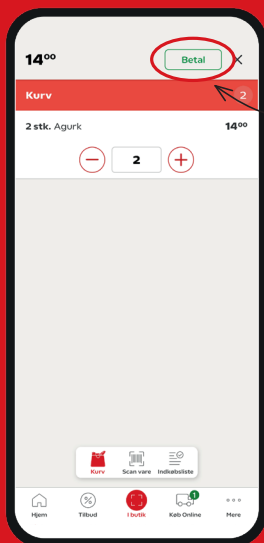 14⁰⁰ Betal
Kurv 2
2 stk. Agurk 14⁰⁰
2
Kurv Scan vare Indkøbsliste
1
Hjem Tilbud I butik Køb Online Mere